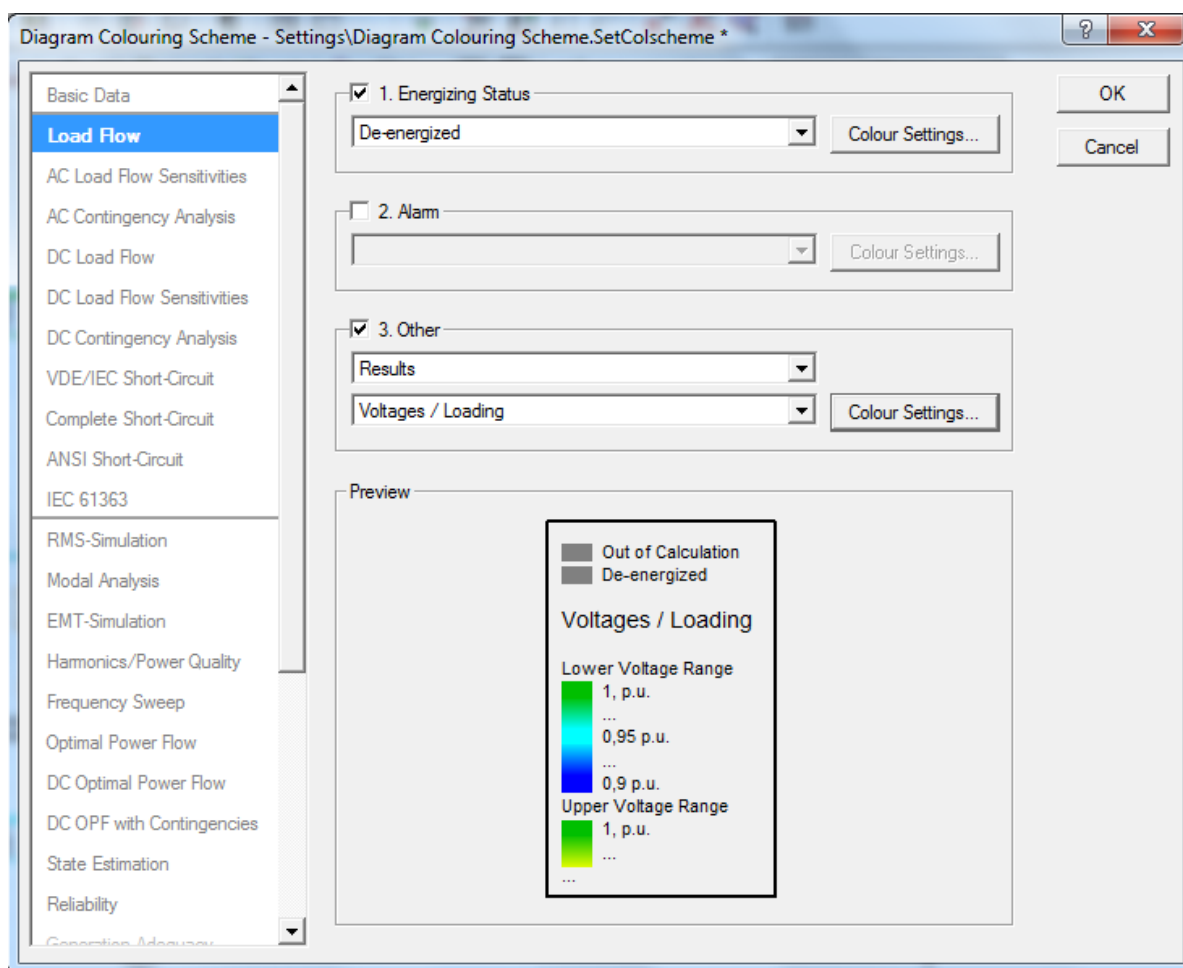 Diagram Colouring Scheme - Settings\Diagram Colouring Scheme.SetColscheme *
?
Basic Data
Load Flow
AC Load Flow Sensitivities
AC Contingency Analysis
DC Load Flow
DC Load Flow Sensitivities
DC Contingency Analysis
VDE/IEC Short-Circuit
Complete Short-Circuit
ANSI Short-Circuit
IEC 61363
RMS-Simulation
Modal Analysis
EMT-Simulation
Harmonics/Power Quality
Frequency Sweep
Optimal Power Flow
DC Optimal Power Flow
DC OPF with Contingencies
State Estimation
Reliability
Generation Adequacy
1. Energizing Status
De-energized
Colour Settings...
2. Alarm
Colour Settings...
3. Other
Results
Voltages / Loading
Colour Settings...
Preview
Out of Calculation
De-energized
Voltages / Loading
Lower Voltage Range
1, p.u.
...
0,95 p.u.
...
0,9 p.u.
Upper Voltage Range
1, p.u.
...
...
OK
Cancel